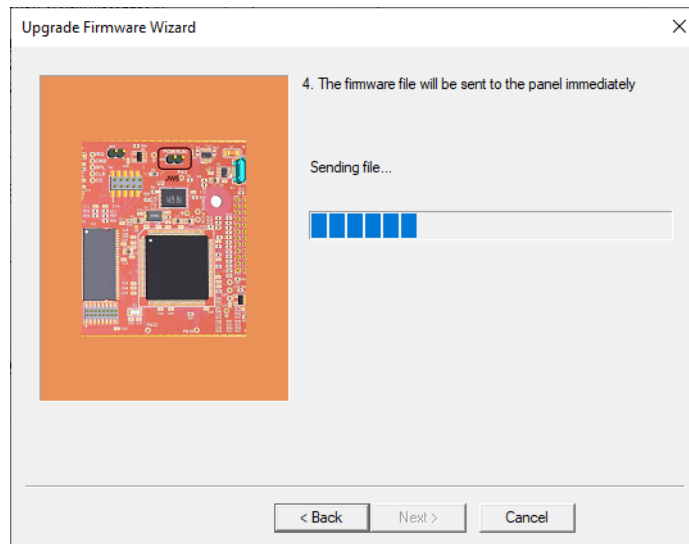 Upgrade Firmware Wizard
4. The firmware file will be sent to the panel immediately
Sending file...
JW5
< Back
Next >
Cancel